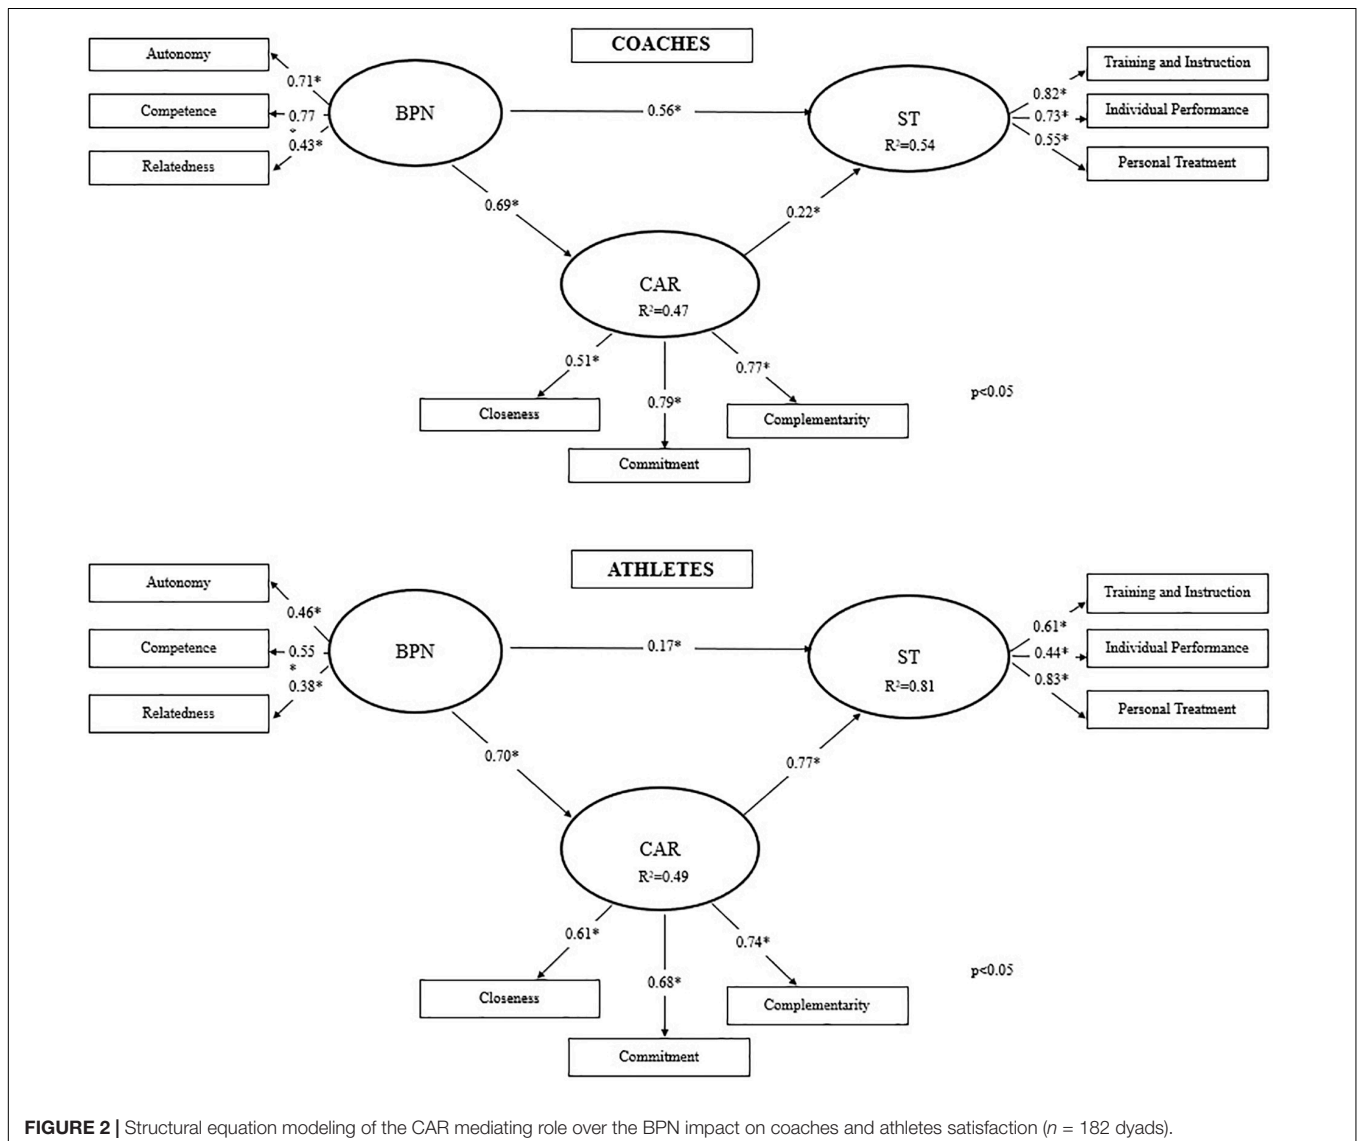 COACHES
Autonomy
0.71*
Competence
0.77
*
Relatedness
0.43*
BPN
0.56*
ST
R²=0.54
0.82*
Training and Instruction
0.73*
Individual Performance
0.55*
Personal Treatment
0.69*
0.22*
CAR
R²=0.47
0.51*
0.79*
0.77*
Closeness
Commitment
Complementarity
p<0.05
ATHLETES
Autonomy
0.46*
Competence
0.55
*
Relatedness
0.38*
BPN
0.17*
ST
R²=0.81
0.61*
Training and Instruction
0.44*
Individual Performance
0.83*
Personal Treatment
0.70*
0.77*
CAR
R²=0.49
0.61*
0.68*
0.74*
Closeness
Commitment
Complementarity
p<0.05
FIGURE 2 | Structural equation modeling of the CAR mediating role over the BPN impact on coaches and athletes satisfaction (n = 182 dyads).